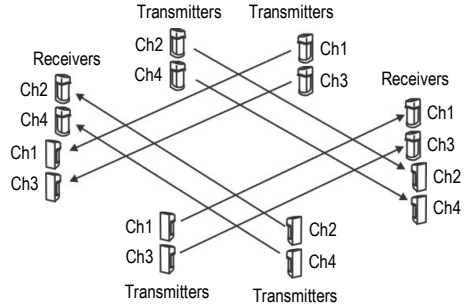 Transmitters Transmitters
Ch2 Ch1
Receivers
Ch4 Ch3
Receivers
Ch2
Ch4
Ch1
Ch3
Ch1
Ch3
Ch2
Ch4
Ch1 Ch2
Ch3 Ch4
Transmitters Transmitters